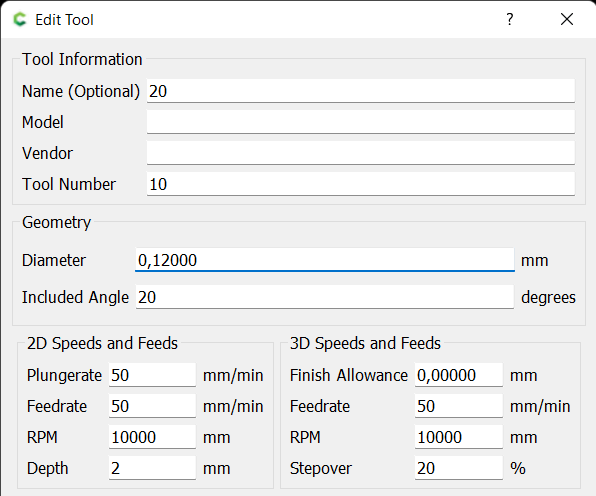 Edit Tool
Tool Information
Name (Optional) 20
Model
Vendor
Tool Number 10
Geometry
Diameter 0,12000 mm
Included Angle 20 degrees
2D Speeds and Feeds
Plungerate 50 mm/min
Feedrate 50 mm/min
RPM 10000 mm
Depth 2 mm
3D Speeds and Feeds
Finish Allowance 0,00000 mm
Feedrate 50 mm/min
RPM 10000 mm
Stepover 20 %